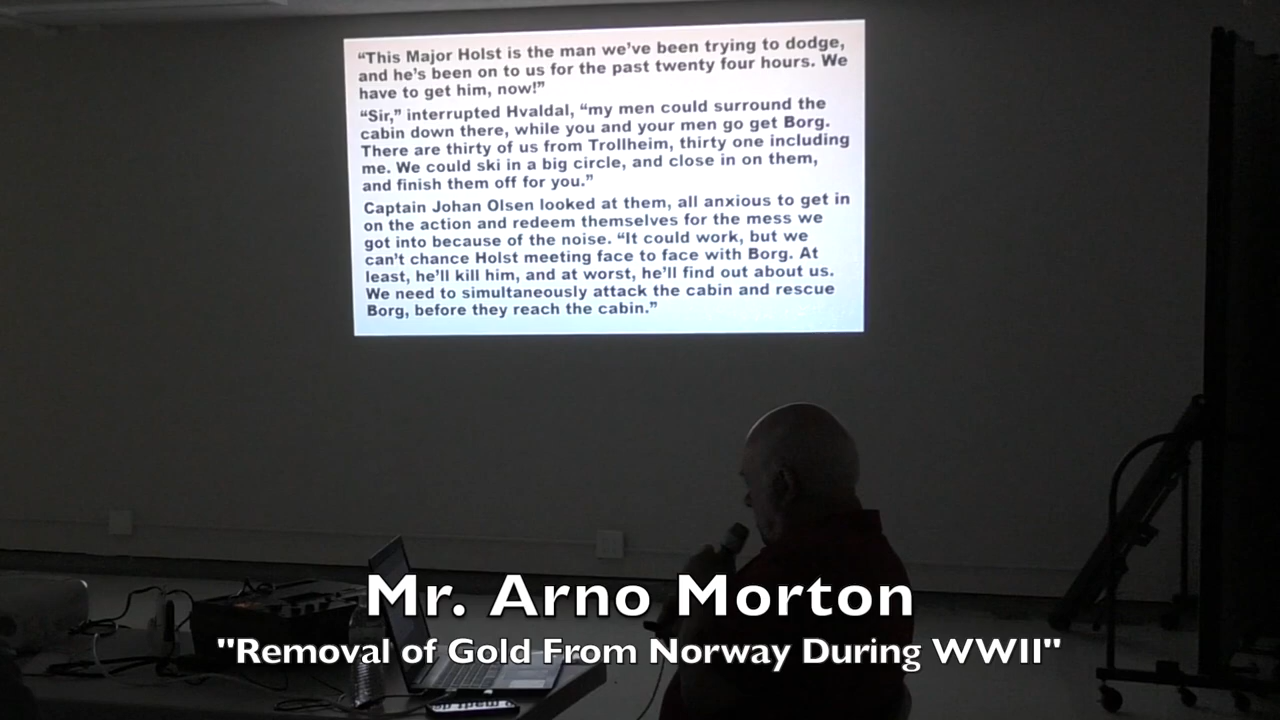 “This Major Holst is the man we’ve been trying to dodge,
and he’s been on to us for the past twenty four hours. We
have to get him, now!”
“Sir,” interrupted Hvaldal, “my men could surround the
cabin down there, while you and your men go get Borg.
There are thirty of us from Trollheim, thirty one including
me. We could ski in a big circle, and close in on them,
and finish them off for you.”
Captain Johan Olsen looked at them, all anxious to get in
on the action and redeem themselves for the mess we
got into because of the noise. “It could work, but we
can’t chance Holst meeting face to face with Borg. At
least, he’ll kill him, and at worst, he’ll find out about us.
We need to simultaneously attack the cabin and rescue
Borg, before they reach the cabin.”
Mr. Arno Morton
"Removal of Gold From Norway During WWII"